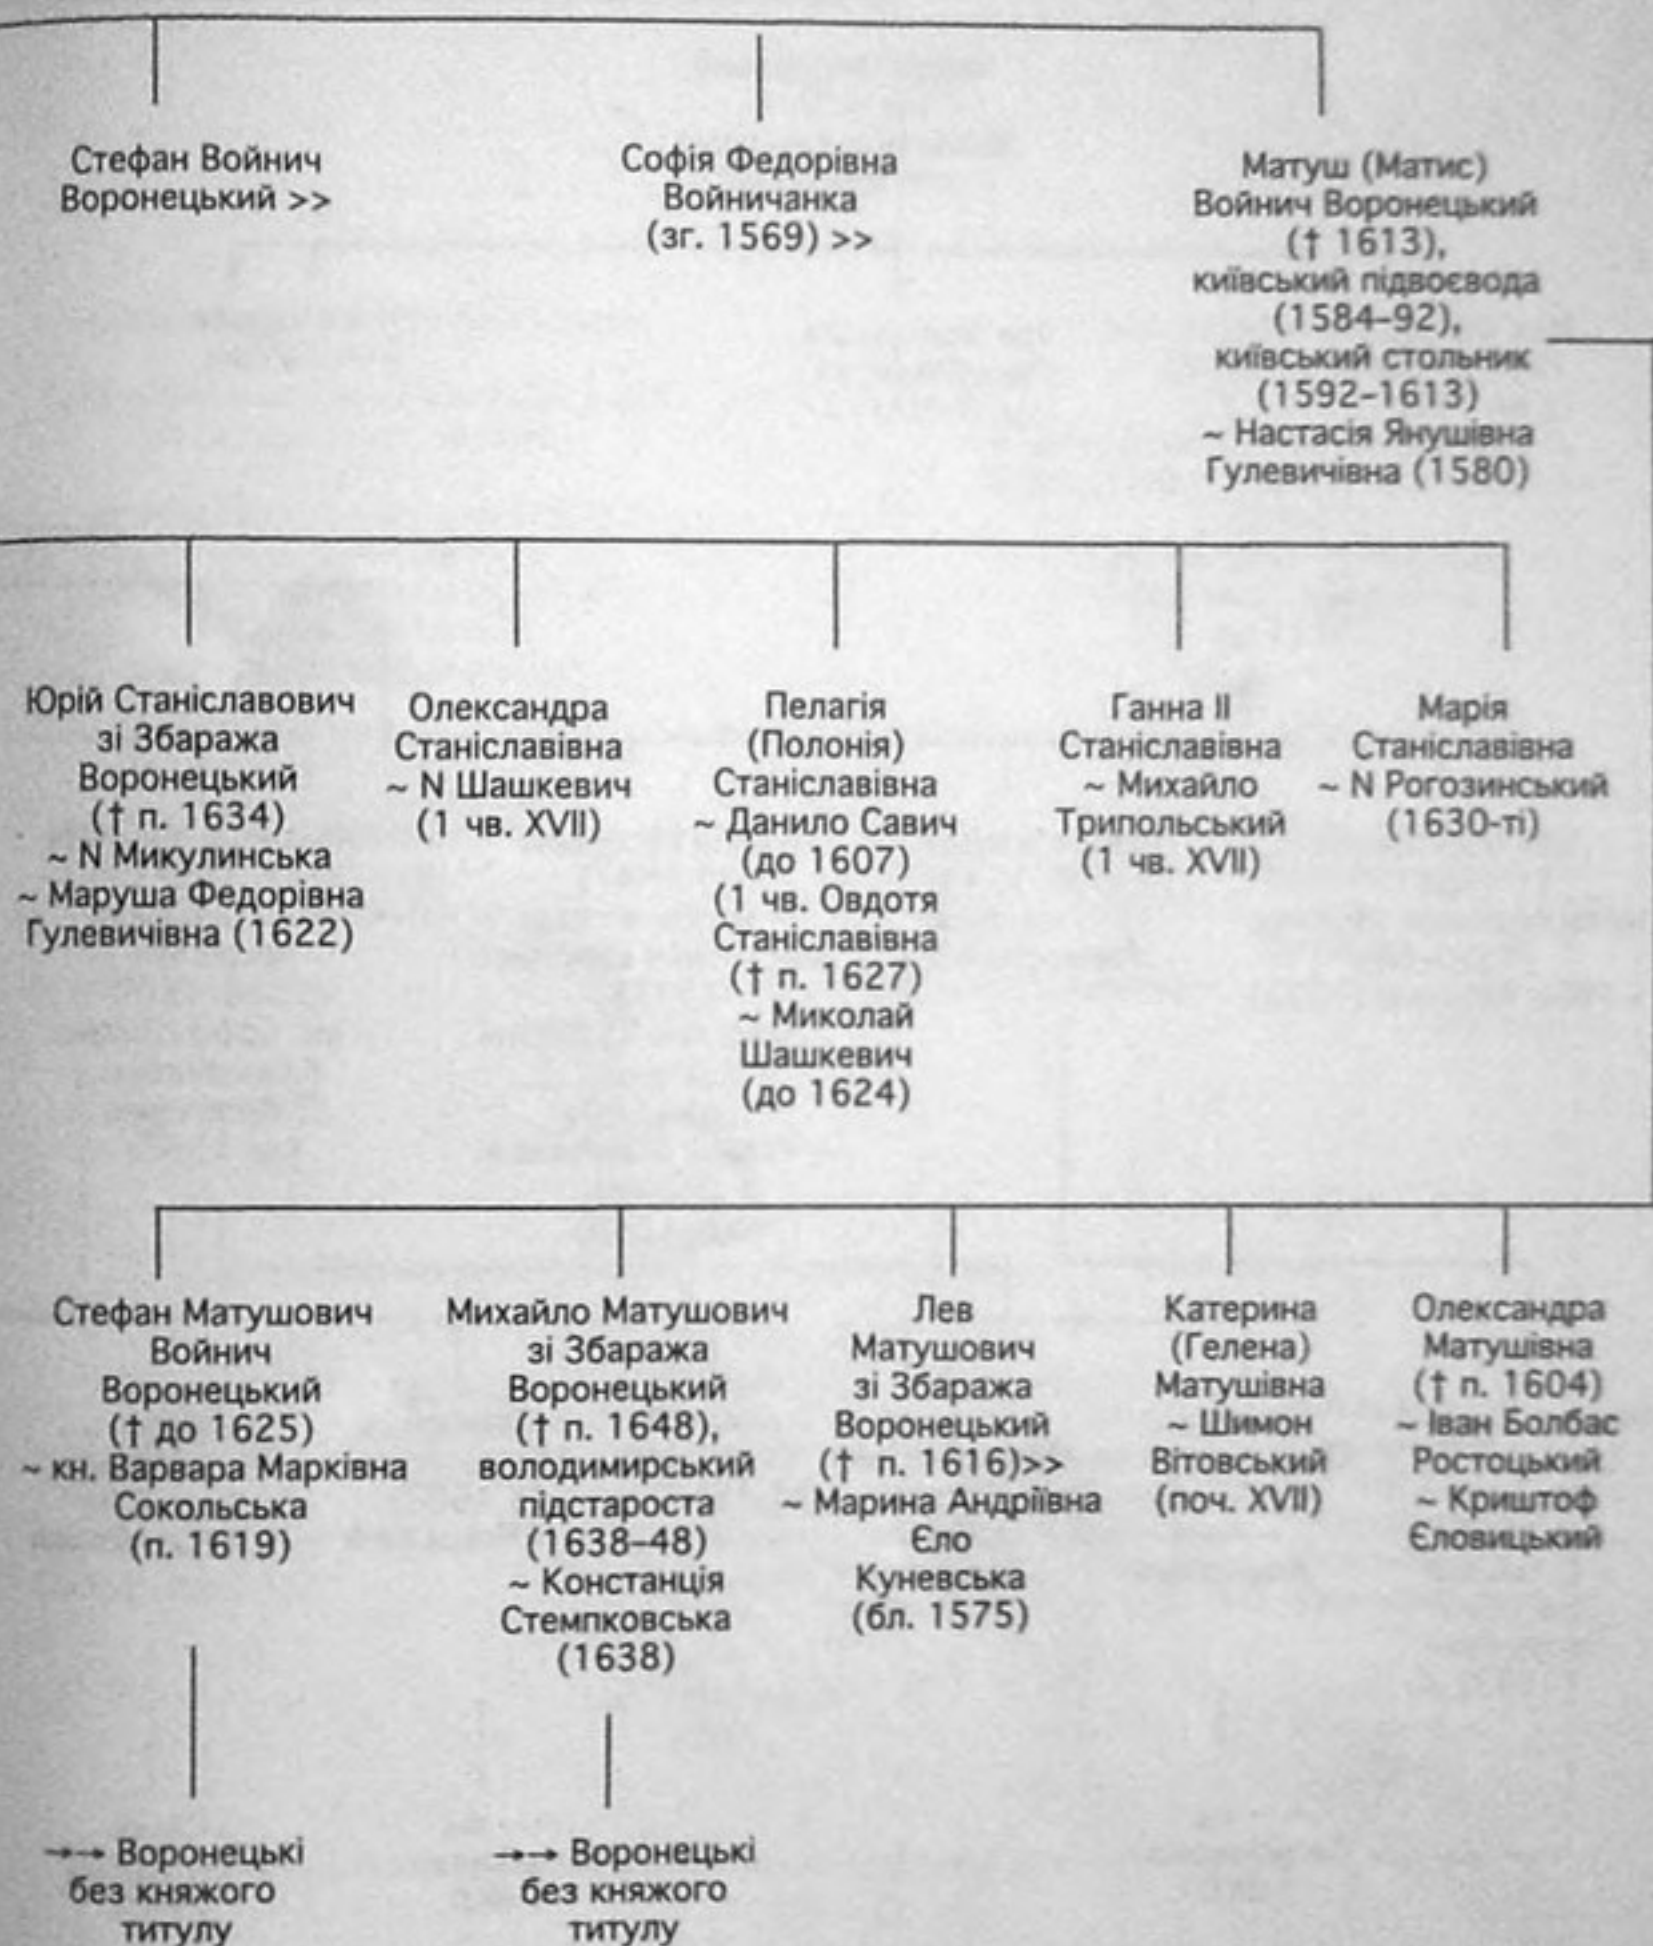 Стефан Войнич
Воронецький >>
Софія Федорівна
Войничанка
(зг. 1569) >>
Матуш (Матис)
Войнич Воронецький
(† 1613),
київський підвоєвода
(1584–92),
київський стольник
(1592–1613)
~ Настасія Янушівна
Гулевичівна (1580)
Юрій Станіславович
зі Збаража
Воронецький
(† п. 1634)
~ N Микулинська
~ Маруша Федорівна
Гулевичівна (1622)
Олександра
Станіславівна
~ N Шашкевич
(1 чв. XVII)
Пелагія
(Полонія)
Станіславівна
~ Данило Савич
(до 1607)
(1 чв. Овдотя
Станіславівна
(† п. 1627)
~ Миколай
Шашкевич
(до 1624)
Ганна II
Станіславівна
~ Михайло
Трипольський
(1 чв. XVII)
Марія
Станіславівна
~ N Рогозинський
(1630-ті)
Стефан Матушович
Войнич
Воронецький
(† до 1625)
~ кн. Варвара Марківна
Сокольська
(п. 1619)
Михайло Матушович
зі Збаража
Воронецький
(† п. 1648),
володимирський
підстароста
(1638–48)
~ Констанція
Стемпковська
(1638)
Лев
Матушович
зі Збаража
Воронецький
(† п. 1616)>>
~ Марина Андріївна
Єло
Куневська
(бл. 1575)
Катерина
(Гелена)
Матушівна
~ Шимон
Вітовський
(поч. XVII)
Олександра
Матушівна
(† п. 1604)
~ Іван Болбас
Ростоцький
~ Криштоф
Єловицький
→→ Воронецькі
без княжого
титулу
→→ Воронецькі
без княжого
титулу